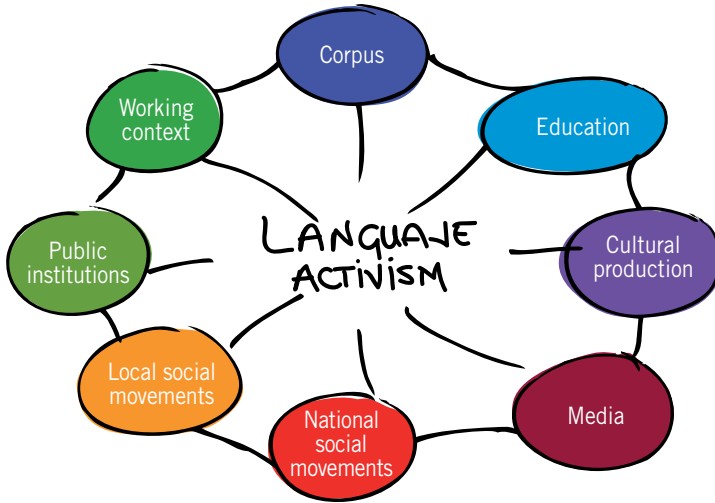 Corpus
Working
context
Education
LANGUAJE
ACTIVISM
Public
institutions
Cultural
production
Local social
movements
National
social
movements
Media